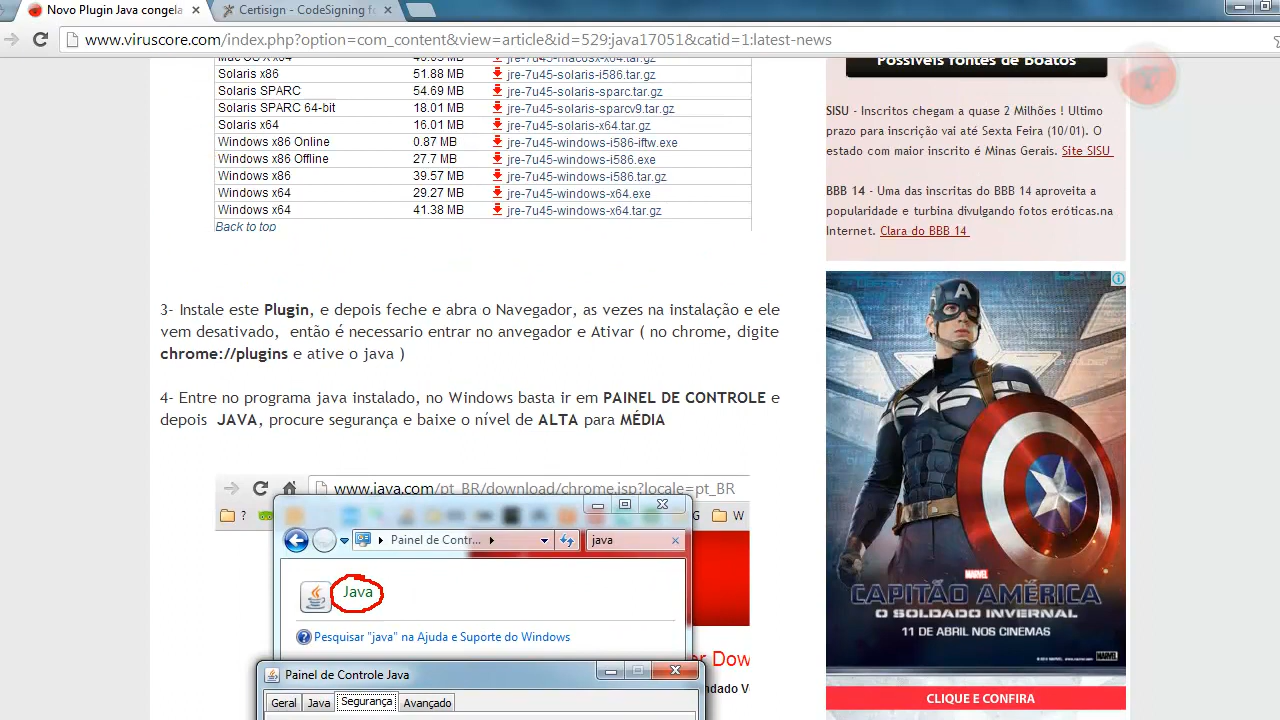 Novo Plugin Java congela ×
Certisign - CodeSigning f ×
www.viruscore.com/index.php?option=com_content&view=article&id=529:java17051&catid=1:latest-news
Solaris x86 51.88 MB jre-7u45-solaris-i586.tar.gz
Solaris SPARC 54.69 MB jre-7u45-solaris-sparc.tar.gz
Solaris SPARC 64-bit 18.01 MB jre-7u45-solaris-sparcv9.tar.gz
Solaris x64 16.01 MB jre-7u45-solaris-x64.tar.gz
Windows x86 Online 0.87 MB jre-7u45-windows-i586-iftw.exe
Windows x86 Offline 27.7 MB jre-7u45-windows-i586.exe
Windows x86 39.57 MB jre-7u45-windows-i586.tar.gz
Windows x64 29.27 MB jre-7u45-windows-x64.exe
Windows x64 41.38 MB jre-7u45-windows-x64.tar.gz
Back to top
3- Instale este Plugin, e depois feche e abra o Navegador, as vezes na instalação e ele
vem desativado, então é necessario entrar no anvegador e Ativar ( no chrome, digite
chrome://plugins e ative o java )
4- Entre no programa java instalado, no Windows basta ir em PAINEL DE CONTROLE e
depois JAVA, procure segurança e baixe o nível de ALTA para MÉDIA
www.java.com/pt_BR/download/chrome.jsp?locale=pt_BR
? G W
Painel de Contr... java
Java
Pesquisar "java" na Ajuda e Suporte do Windows
er Dow
Painel de Controle Java
ndado V
Geral Segurança Avançado
Possíveis fontes de Boatos
SISU - Inscritos chegam a quase 2 Milhões ! Ultimo
prazo para inscrição vai até Sexta Feira (10/01). O
estado com maior inscrito é Minas Gerais. Site SISU
BBB 14 - Uma das inscritas do BBB 14 aproveita a
popularidade e turbina divulgando fotos eróticas.na
Internet. Clara do BBB 14
A
MARVEL
CAPITÃO AMÉRICA
O SOLDADO INVERNAL
11 DE ABRIL NOS CINEMAS
MARVEL
CLIQUE E CONFIRA